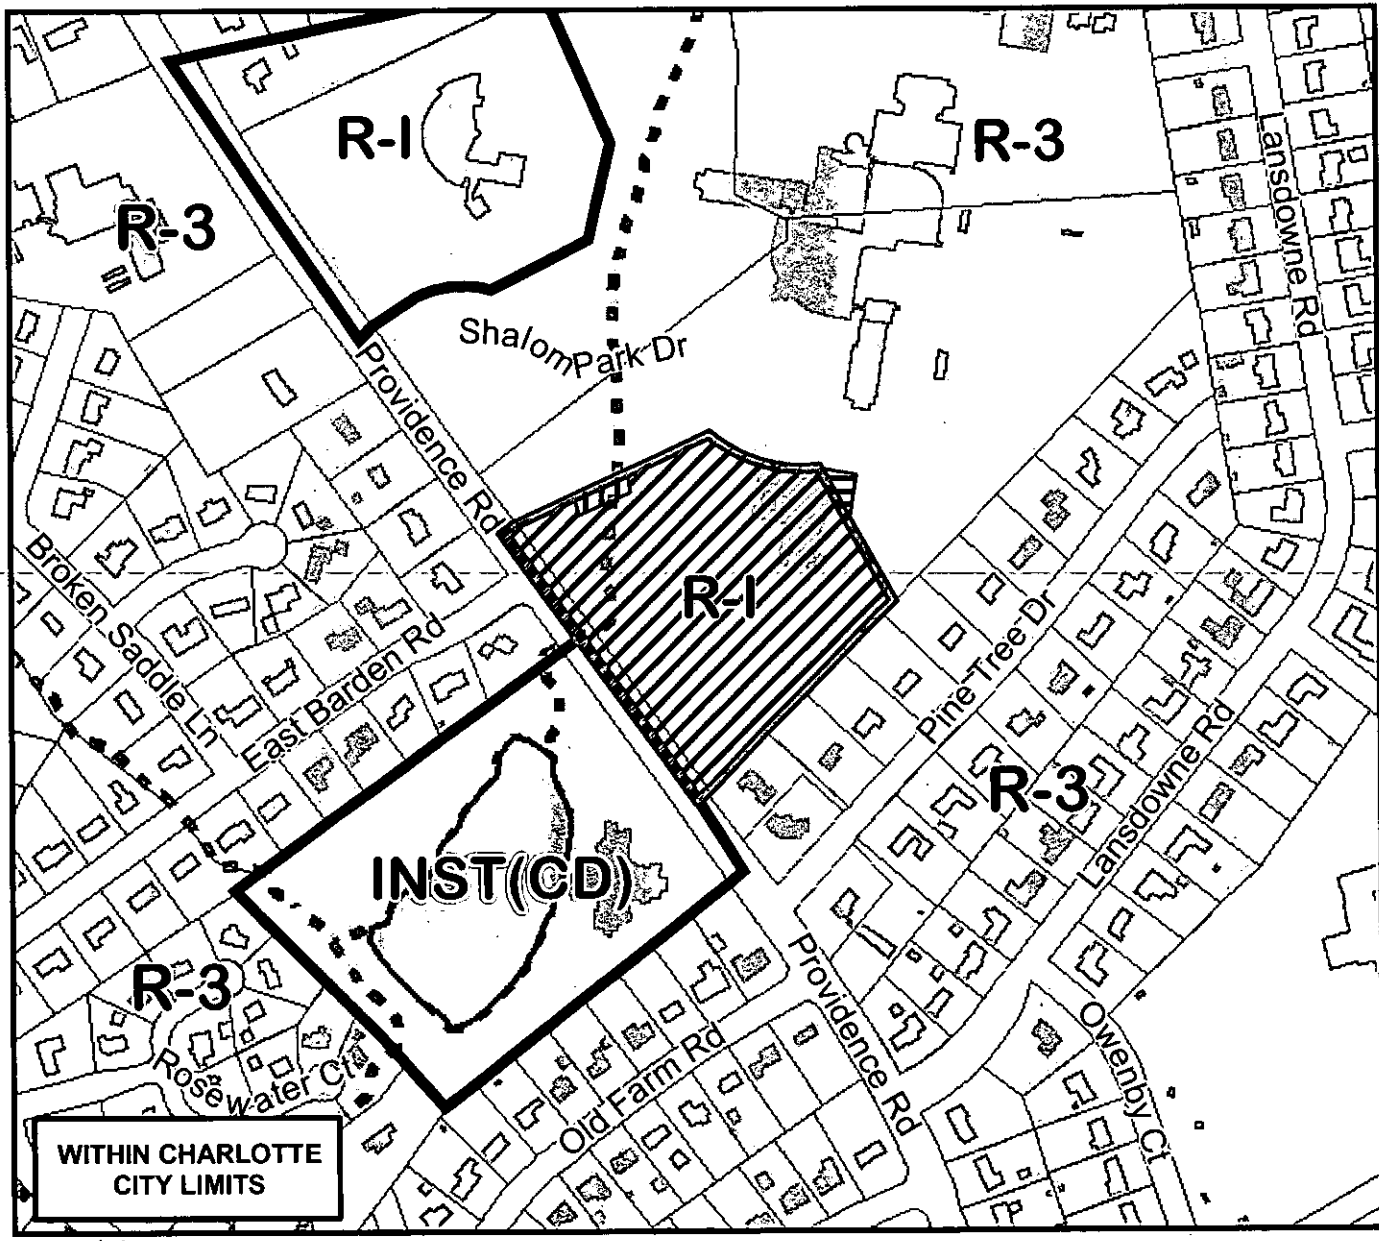 R-I
R-3
R-3
Lansdowne Rd
Shalom Park Dr
Providence Rd
R-I
Broken Saddle Ln
East Barden Rd
Pine Tree Dr
R-3
Lansdowne Rd
INST(CD)
R-3
Rosewater Ct
Old Farm Rd
Providence Rd
Owenby Ct
WITHIN CHARLOTTE
CITY LIMITS